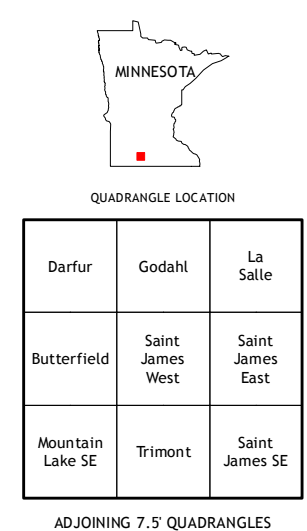 MINNESOTA
QUADRANGLE LOCATION
Darfur
Godahl
La
Salle
Butterfield
Saint
James
West
Saint
James
East
Mountain
Lake SE
Trimont
Saint
James SE
ADJOINING 7.5' QUADRANGLES